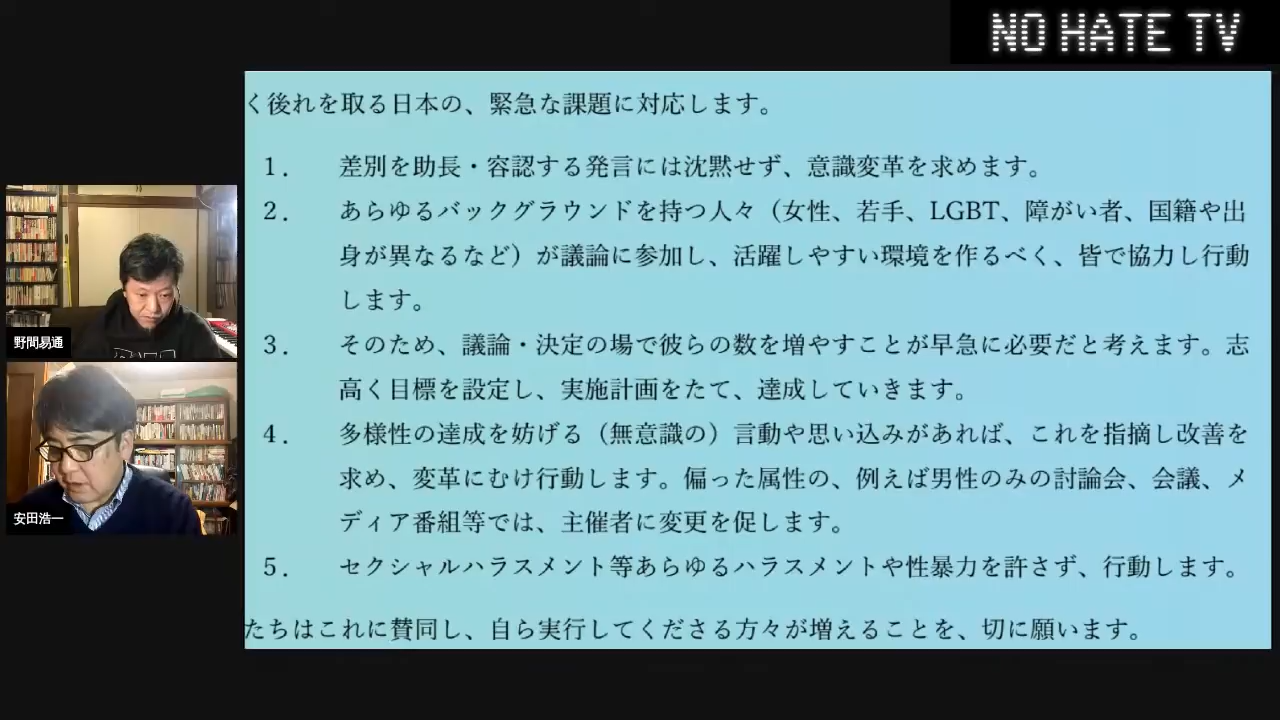 NO HATE TV
く後れを取る日本の、緊急な課題に対応します。
１． 差別を助長・容認する発言には沈黙せず、意識変革を求めます。
２． あらゆるバックグラウンドを持つ人々（女性、若手、LGBT、障がい者、国籍や出
身が異なるなど）が議論に参加し、活躍しやすい環境を作るべく、皆で協力し行動
します。
３． そのため、議論・決定の場で彼らの数を増やすことが早急に必要だと考えます。志
高く目標を設定し、実施計画をたて、達成していきます。
４． 多様性の達成を妨げる（無意識の）言動や思い込みがあれば、これを指摘し改善を
求め、変革にむけ行動します。偏った属性の、例えば男性のみの討論会、会議、メ
ディア番組等では、主催者に変更を促します。
５． セクシャルハラスメント等あらゆるハラスメントや性暴力を許さず、行動します。
たちはこれに賛同し、自ら実行してくださる方々が増えることを、切に願います。
野間易通
安田浩一